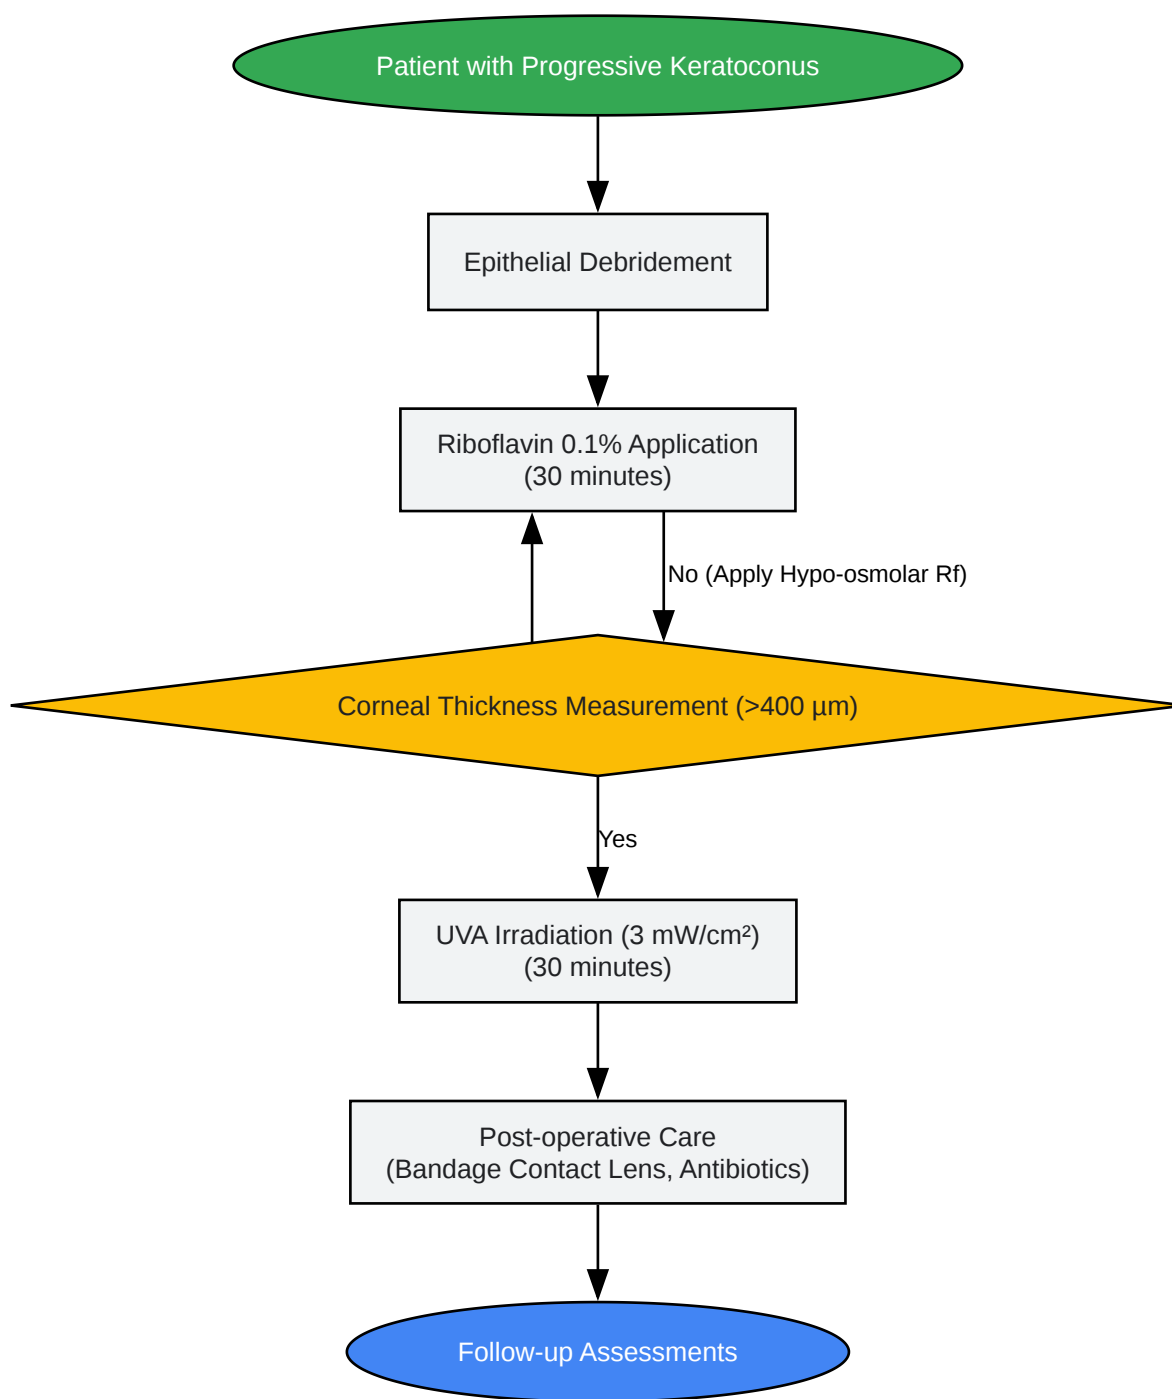 Patient with Progressive Keratoconus
Epithelial Debridement
Riboflavin 0.1% Application
(30 minutes)
No (Apply Hypo-osmolar Rf)
Corneal Thickness Measurement (>400 µm)
Yes
UVA Irradiation (3 mW/cm²)
(30 minutes)
Post-operative Care
(Bandage Contact Lens, Antibiotics)
Follow-up Assessments